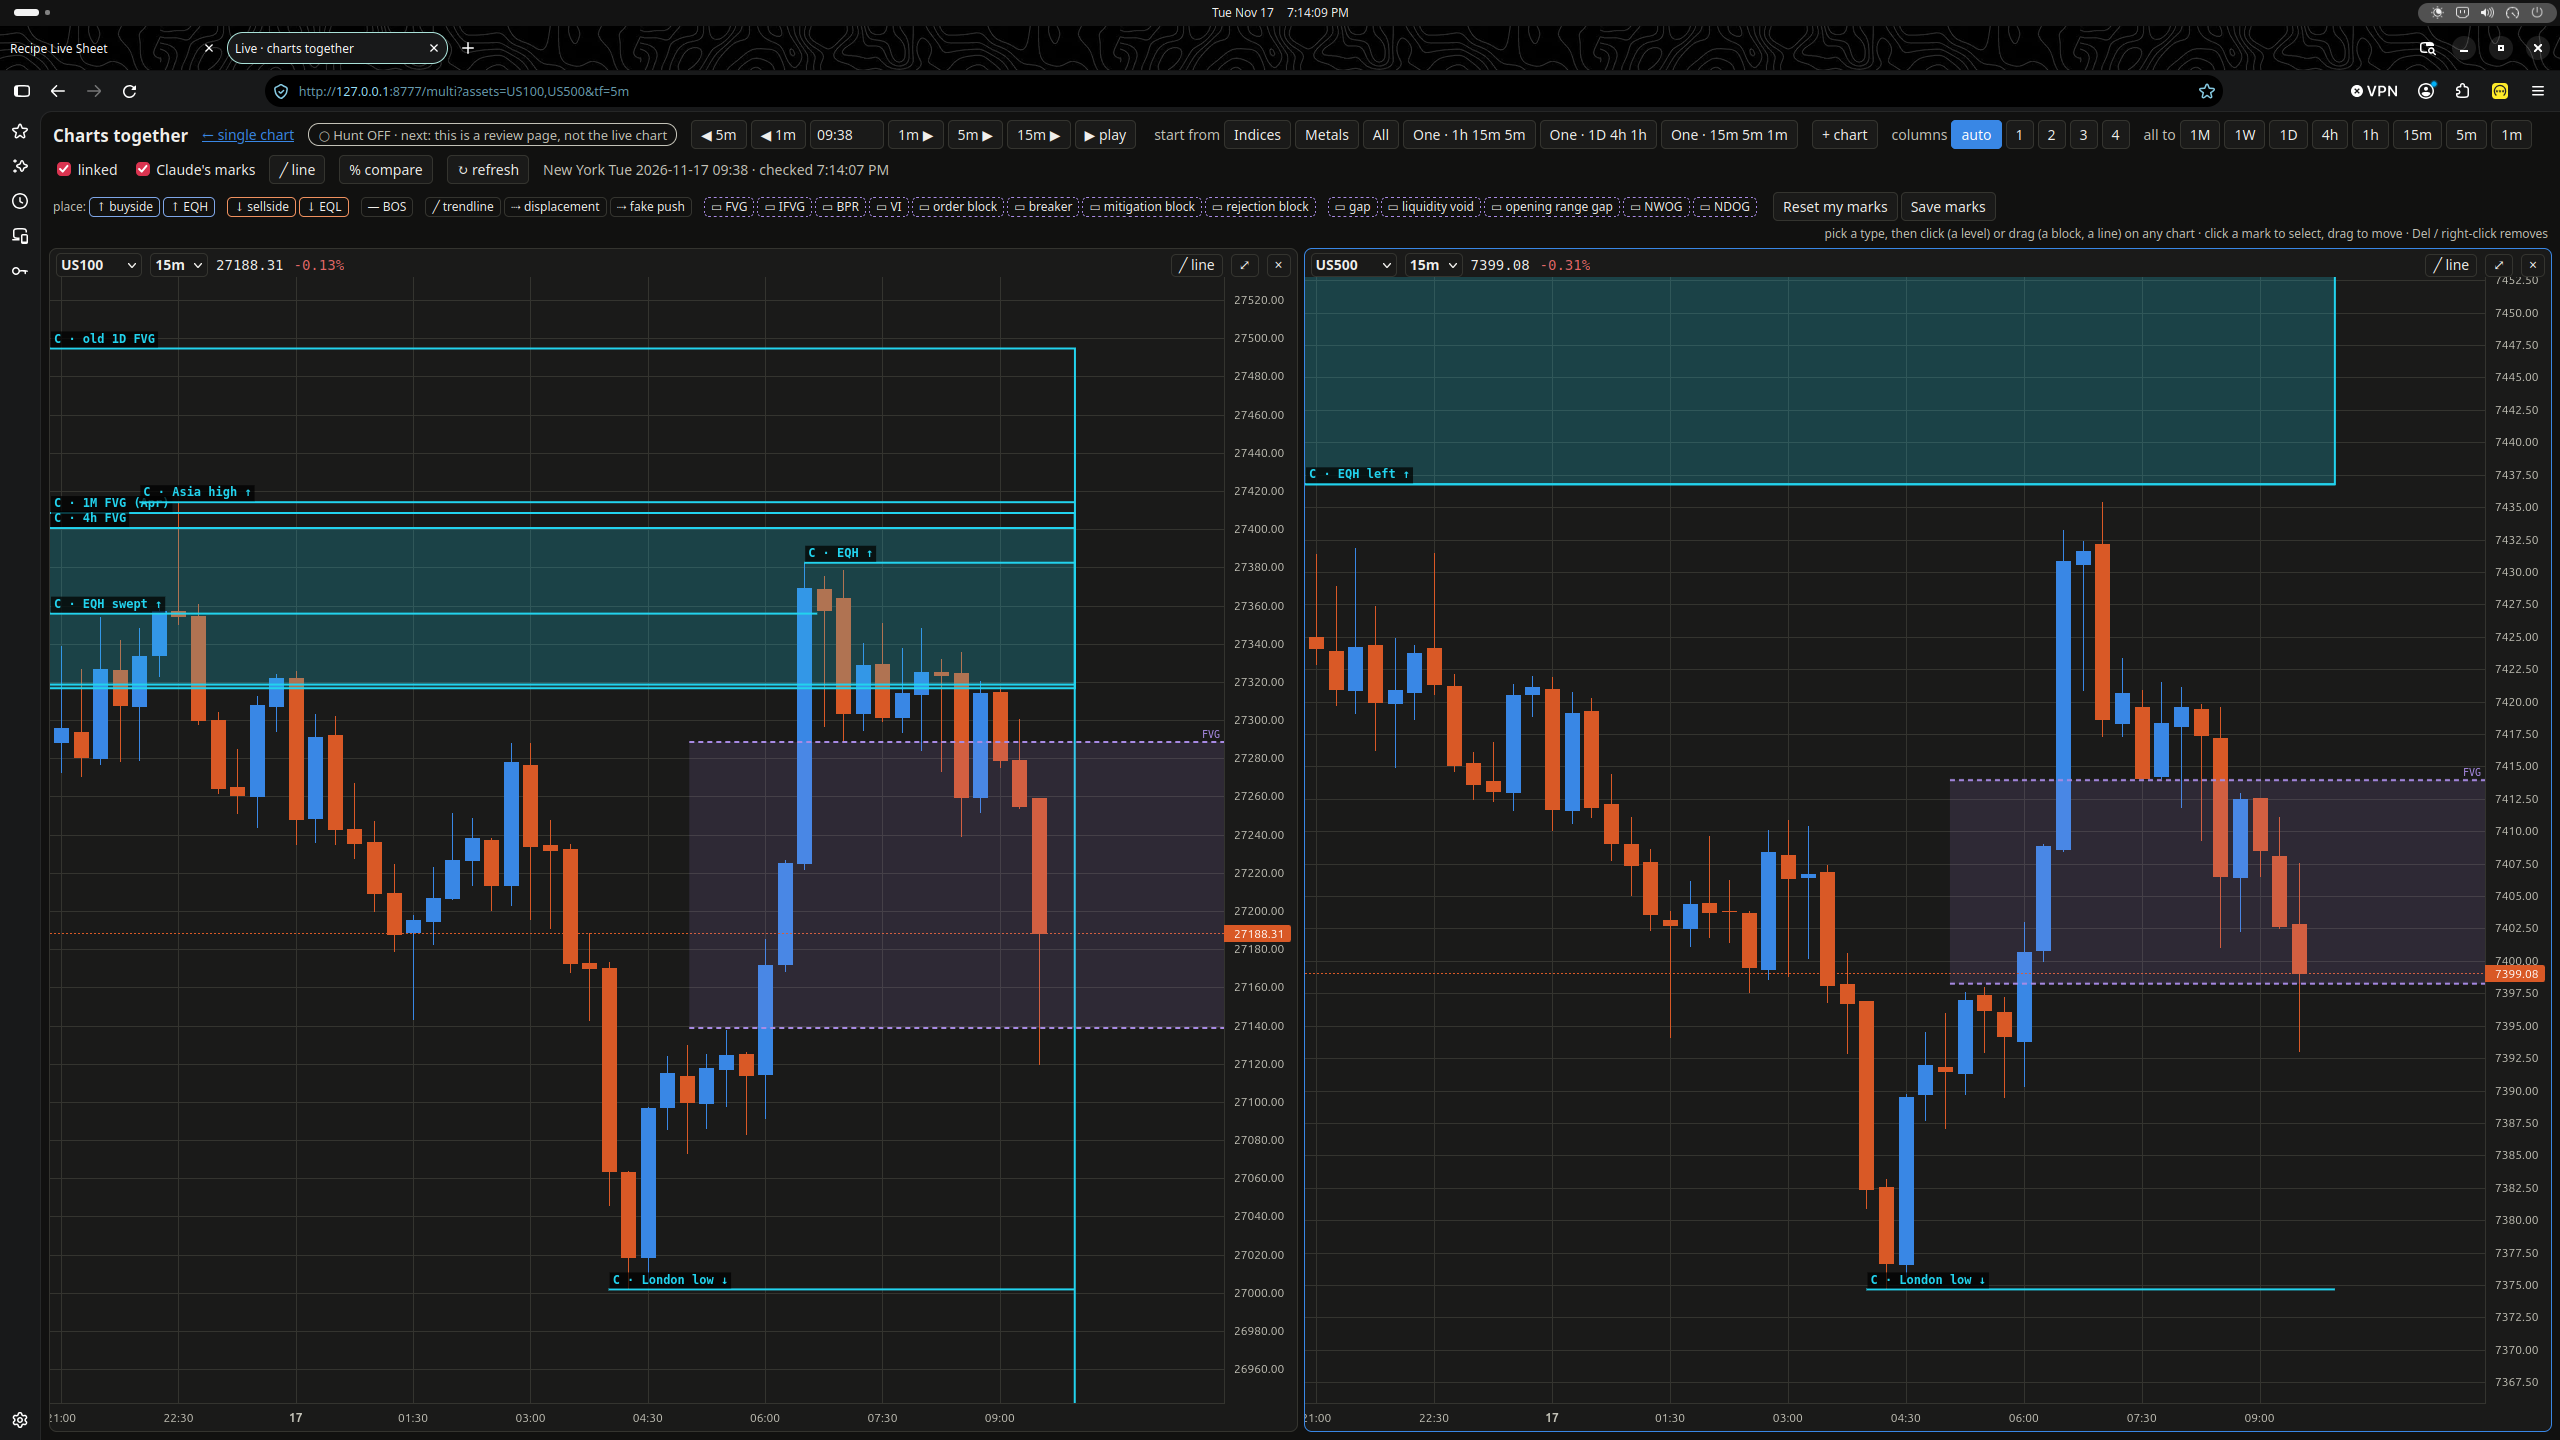 Tue Nov 17 7:14:09 PM
Recipe Live Sheet
Live · charts together
http://127.0.0.1:8777/multi?assets=US100,US500&tf=5m
VPN
Charts together ← single chart ○ Hunt OFF · next: this is a review page, not the live chart ◀ 5m ◀ 1m 09:38 1m ▶ 5m ▶ 15m ▶ ▶ play start from Indices Metals All One · 1h 15m 5m One · 1D 4h 1h One · 15m 5m 1m + chart columns auto 1 2 3 4 all to 1M 1W 1D 4h 1h 15m 5m 1m
linked Claude's marks ╱ line % compare ↻ refresh New York Tue 2026-11-17 09:38 · checked 7:14:07 PM
place: ↑ buyside ↑ EQH ↓ sellside ↓ EQL — BOS ╱ trendline → displacement → fake push ▭ FVG ▭ IFVG ▭ BPR ▭ VI ▭ order block ▭ breaker ▭ mitigation block ▭ rejection block ▭ gap ▭ liquidity void ▭ opening range gap ▭ NWOG ▭ NDOG Reset my marks Save marks
pick a type, then click (a level) or drag (a block, a line) on any chart · click a mark to select, drag to move · Del / right-click removes
US100 15m 27188.31 -0.13% ╱ line
27520.00
27500.00
27480.00
27460.00
27440.00
27420.00
27400.00
27380.00
27360.00
27340.00
27320.00
27300.00
27280.00
27260.00
27240.00
27220.00
27200.00
27188.31
27180.00
27160.00
27140.00
27120.00
27100.00
27080.00
27060.00
27040.00
27020.00
27000.00
26980.00
26960.00
C · old 1D FVG
C · Asia high ↑
C · 1M FVG (Apr)
C · 4h FVG
C · EQH ↑
C · EQH swept ↑
FVG
C · London low ↓
21:00 22:30 17 01:30 03:00 04:30 06:00 07:30 09:00
US500 15m 7399.08 -0.31% ╱ line
7452.50
7450.00
7447.50
7445.00
7442.50
7440.00
7437.50
7435.00
7432.50
7430.00
7427.50
7425.00
7422.50
7420.00
7417.50
7415.00
7412.50
7410.00
7407.50
7405.00
7402.50
7400.00
7399.08
7397.50
7395.00
7392.50
7390.00
7387.50
7385.00
7382.50
7380.00
7377.50
7375.00
7372.50
7370.00
7367.50
C · EQH left ↑
FVG
C · London low ↓
21:00 22:30 17 01:30 03:00 04:30 06:00 07:30 09:00